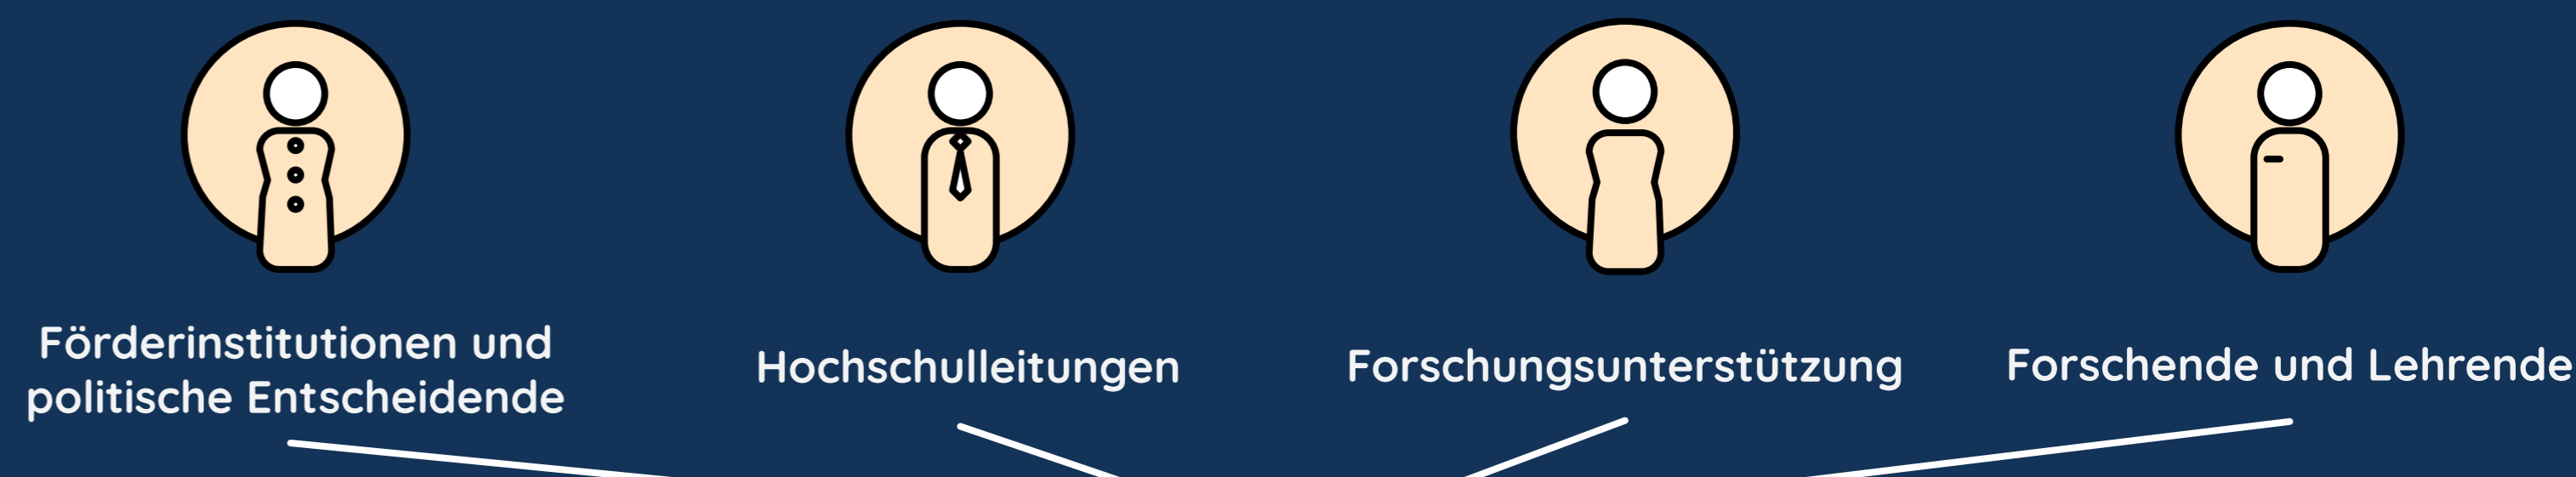 Förderinstitutionen und
politische Entscheidende
Hochschulleitungen
Forschungsunterstützung
Forschende und Lehrende